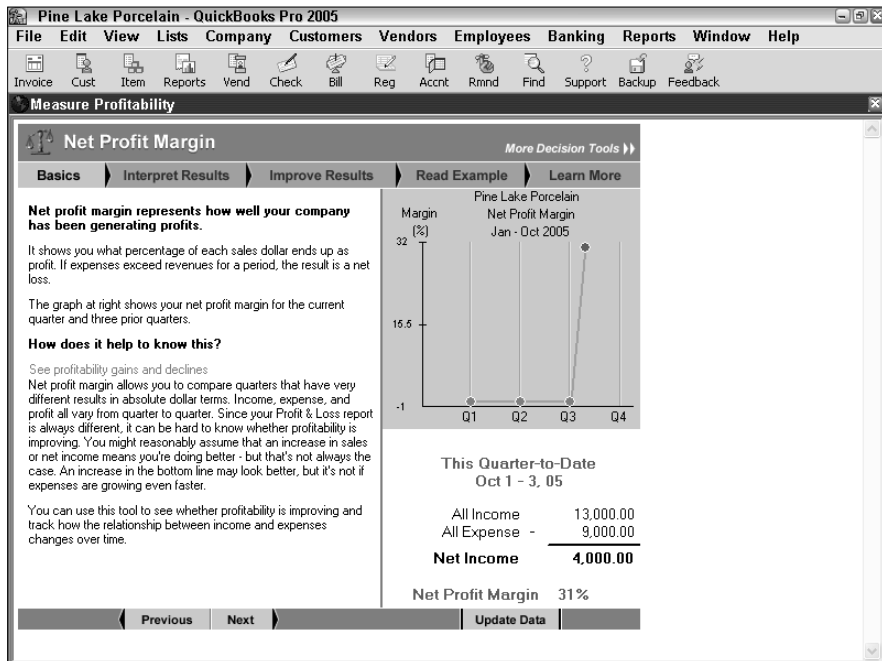 Pine Lake Porcelain - QuickBooks Pro 2005
File Edit View Lists Company Customers Vendors Employees Banking Reports Window Help
Invoice Cust Item Reports Vend Check Bill Reg Accnt Rmnd Find Support Backup Feedback
Measure Profitability
Net Profit Margin
More Decision Tools
Basics Interpret Results Improve Results Read Example Learn More
Net profit margin represents how well your company
has been generating profits.
It shows you what percentage of each sales dollar ends up as
profit. If expenses exceed revenues for a period, the result is a net
loss.
The graph at right shows your net profit margin for the current
quarter and three prior quarters.
How does it help to know this?
See profitability gains and declines
Net profit margin allows you to compare quarters that have very
different results in absolute dollar terms. Income, expense, and
profit all vary from quarter to quarter. Since your Profit & Loss report
is always different, it can be hard to know whether profitability is
improving. You might reasonably assume that an increase in sales
or net income means you're doing better - but that's not always the
case. An increase in the bottom line may look better, but it's not if
expenses are growing even faster.
You can use this tool to see whether profitability is improving and
track how the relationship between income and expenses
changes over time.
Pine Lake Porcelain
Margin Net Profit Margin
(%) Jan - Oct 2005
32
15.5
-1
Q1 Q2 Q3 Q4
This Quarter-to-Date
Oct 1 - 3, 05
All Income 13,000.00
All Expense - 9,000.00
Net Income 4,000.00
Net Profit Margin 31%
Previous Next Update Data